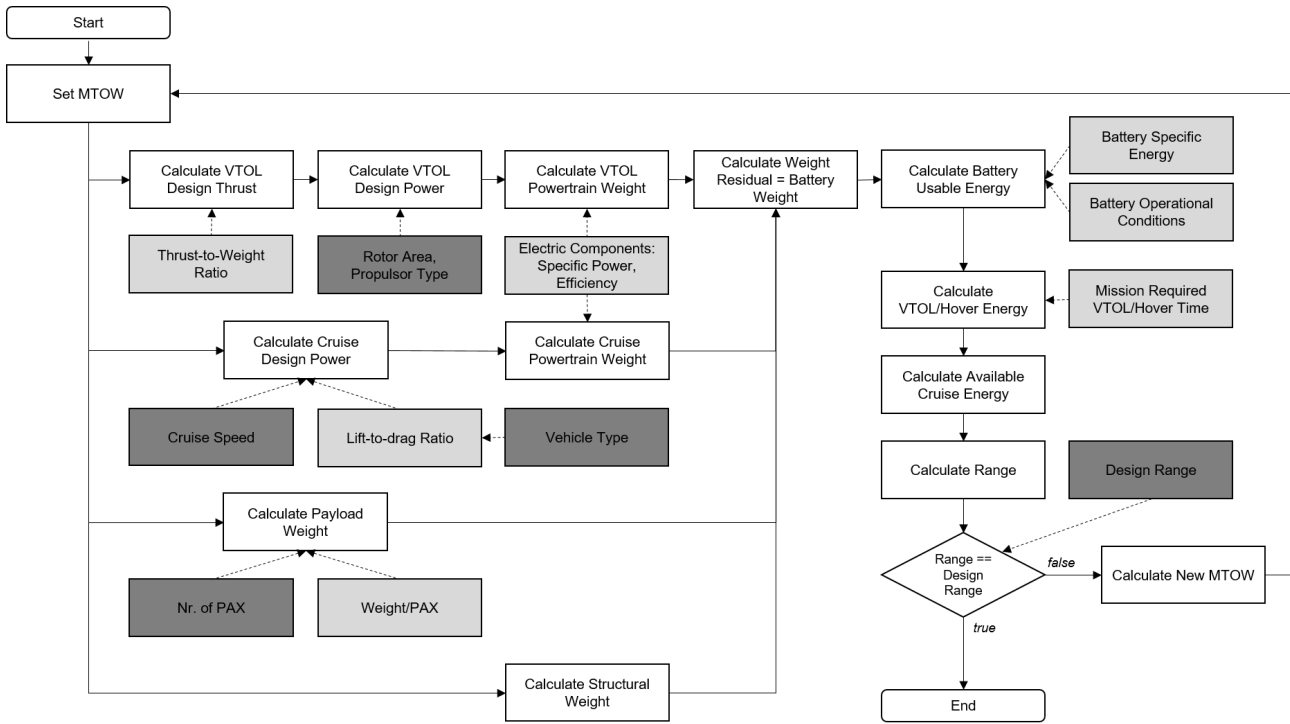 Start
Set MTOW
Calculate VTOL
Design Thrust
Calculate VTOL
Design Power
Calculate VTOL
Powertrain Weight
Calculate Weight
Residual = Battery
Weight
Calculate Battery
Usable Energy
Battery Specific
Energy
Battery Operational
Conditions
Thrust-to-Weight
Ratio
Rotor Area,
Propulsor Type
Electric Components:
Specific Power,
Efficiency
Calculate
VTOL/Hover Energy
Mission Required
VTOL/Hover Time
Calculate Cruise
Design Power
Calculate Cruise
Powertrain Weight
Calculate Available
Cruise Energy
Cruise Speed
Lift-to-drag Ratio
Vehicle Type
Calculate Range
Design Range
Calculate Payload
Weight
Range ==
Design
Range
false
Calculate New MTOW
Nr. of PAX
Weight/PAX
true
Calculate Structural
Weight
End